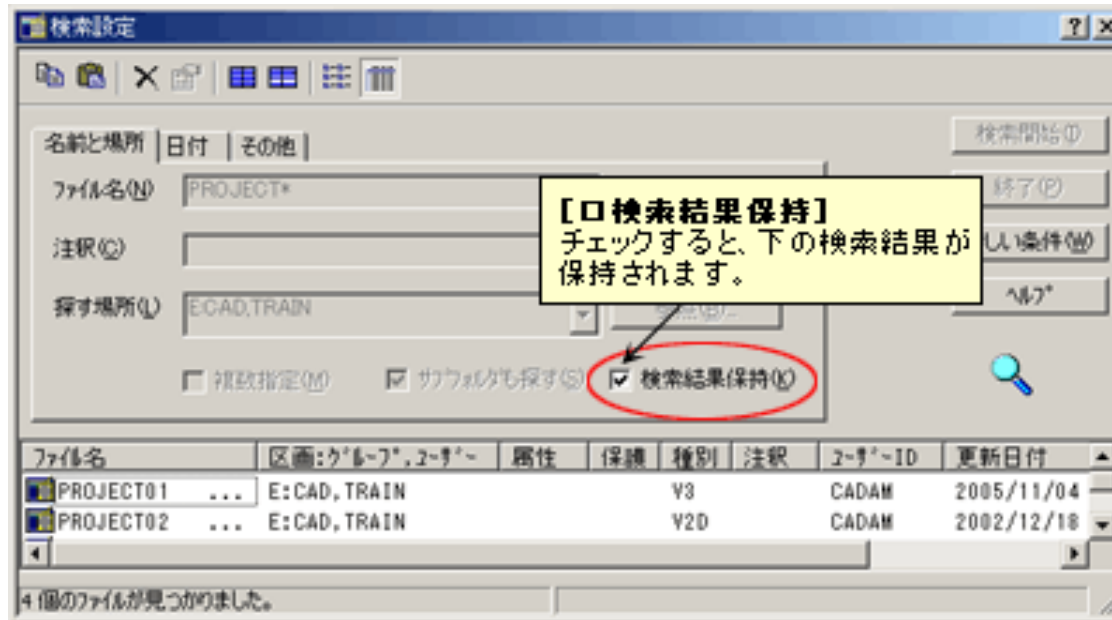 検索設定
名前と場所 日付 その他
検索開始(I)
ファイル名(N) PROJECT*
終了(P)
[口検索結果保持]
チェックすると、下の検索結果が
保持されます。
注釈(C)
しい条件(W)
探す場所(L) E:CAD,TRAIN
ヘルプ
複数指定(M) サブフォルダも探す(S) 検索結果保持(K)
ファイル名 区画:グループ,ユーザー 属性 保護 種別 注釈 ユーザーID 更新日付
PROJECT01 ... E:CAD,TRAIN V3 CADAM 2005/11/04
PROJECT02 ... E:CAD,TRAIN V2D CADAM 2002/12/18
4 個のファイルが見つかりました。